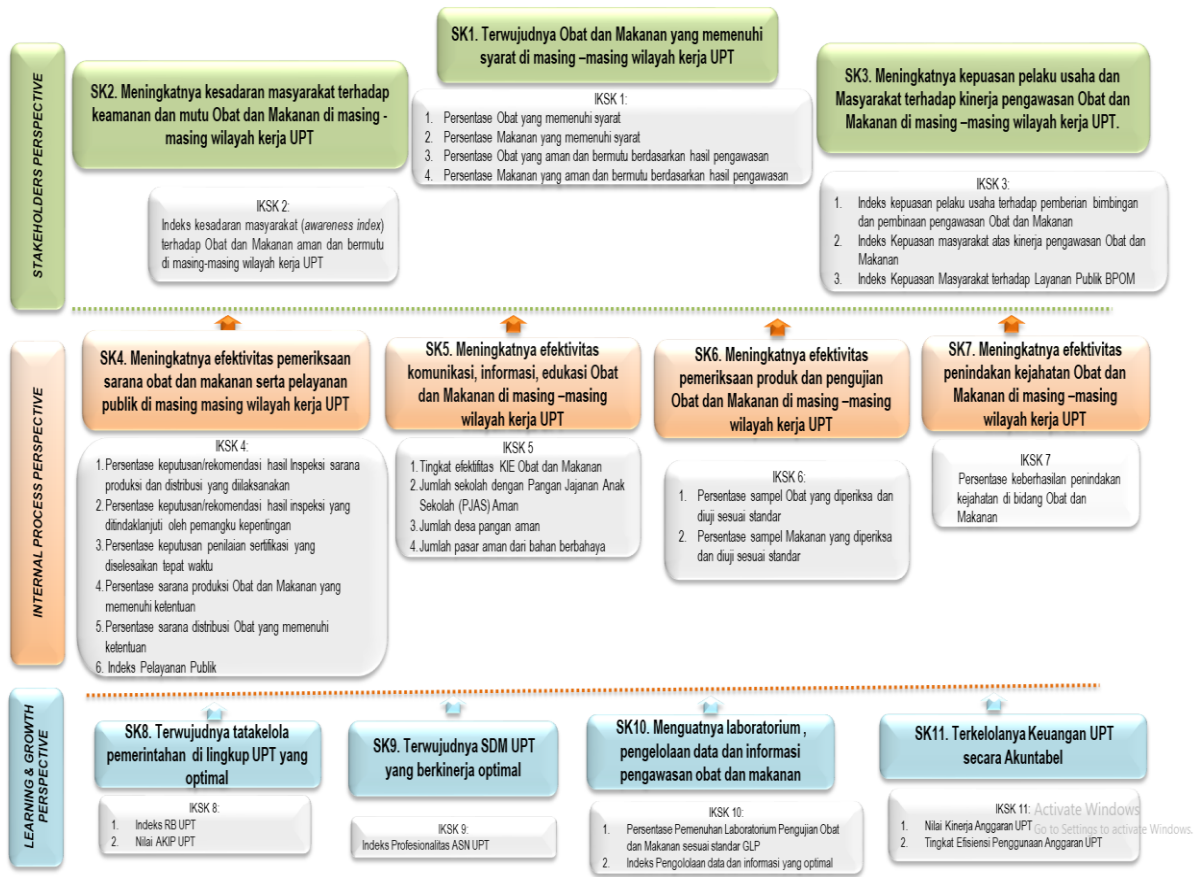 STAKEHOLDERS PERSPECTIVE
SK1. Terwujudnya Obat dan Makanan yang memenuhi
syarat di masing –masing wilayah kerja UPT
IKSK 1:
1. Persentase Obat yang memenuhi syarat
2. Persentase Makanan yang memenuhi syarat
3. Persentase Obat yang aman dan bermutu berdasarkan hasil pengawasan
4. Persentase Makanan yang aman dan bermutu berdasarkan hasil pengawasan
SK2. Meningkatnya kesadaran masyarakat terhadap
keamanan dan mutu Obat dan Makanan di masing -
masing wilayah kerja UPT
IKSK 2:
Indeks kesadaran masyarakat (awareness index)
terhadap Obat dan Makanan aman dan bermutu
di masing-masing wilayah kerja UPT
SK3. Meningkatnya kepuasan pelaku usaha dan
Masyarakat terhadap kinerja pengawasan Obat dan
Makanan di masing –masing wilayah kerja UPT.
IKSK 3:
1. Indeks kepuasan pelaku usaha terhadap pemberian bimbingan
dan pembinaan pengawasan Obat dan Makanan
2. Indeks Kepuasan masyarakat atas kinerja pengawasan Obat dan
Makanan
3. Indeks Kepuasan Masyarakat terhadap Layanan Publik BPOM
INTERNAL PROCESS PERSPECTIVE
SK4. Meningkatnya efektivitas pemeriksaan
sarana obat dan makanan serta pelayanan
publik di masing masing wilayah kerja UPT
IKSK 4:
1. Persentase keputusan/rekomendasi hasil Inspeksi sarana
produksi dan distribusi yang diilaksanakan
2. Persentase keputusan/rekomendasi hasil inspeksi yang
ditindaklanjuti oleh pemangku kepentingan
3. Persentase keputusan penilaian sertifikasi yang
diselesaikan tepat waktu
4. Persentase sarana produksi Obat dan Makanan yang
memenuhi ketentuan
5. Persentase sarana distribusi Obat yang memenuhi
ketentuan
6. Indeks Pelayanan Publik
SK5. Meningkatnya efektivitas
komunikasi, informasi, edukasi Obat
dan Makanan di masing –masing
wilayah kerja UPT
IKSK 5
1. Tingkat efektifitas KIE Obat dan Makanan
2. Jumlah sekolah dengan Pangan Jajanan Anak
Sekolah (PJAS) Aman
3. Jumlah desa pangan aman
4. Jumlah pasar aman dari bahan berbahaya
SK6. Meningkatnya efektivitas
pemeriksaan produk dan pengujian
Obat dan Makanan di masing –masing
wilayah kerja UPT
IKSK 6:
1. Persentase sampel Obat yang diperiksa dan
diuji sesuai standar
2. Persentase sampel Makanan yang diperiksa
dan diuji sesuai standar
SK7. Meningkatnya efektivitas
penindakan kejahatan Obat dan
Makanan di masing –masing
wilayah kerja UPT
IKSK 7
Persentase keberhasilan penindakan
kejahatan di bidang Obat dan
Makanan
LEARNING & GROWTH
PERSPECTIVE
SK8. Terwujudnya tatakelola
pemerintahan di lingkup UPT yang
optimal
IKSK 8:
1. Indeks RB UPT
2. Nilai AKIP UPT
SK9. Terwujudnya SDM UPT
yang berkinerja optimal
IKSK 9:
Indeks Profesionalitas ASN UPT
SK10. Menguatnya laboratorium ,
pengelolaan data dan informasi
pengawasan obat dan makanan
IKSK 10:
1. Persentase Pemenuhan Laboratorium Pengujian Obat
dan Makanan sesuai standar GLP
2. Indeks Pengololaan data dan informasi yang optimal
SK11. Terkelolanya Keuangan UPT
secara Akuntabel
IKSK 11:
1. Nilai Kinerja Anggaran UPT
2. Tingkat Efisiensi Penggunaan Anggaran UPT
Activate Windows
Go to Settings to activate Windows.